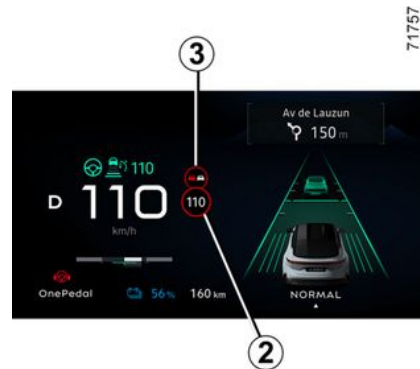 71757
3
Av de Lauzun
150 m
110
D 110
110
km/h
OnePedal
56%
160 km
NORMAL
2